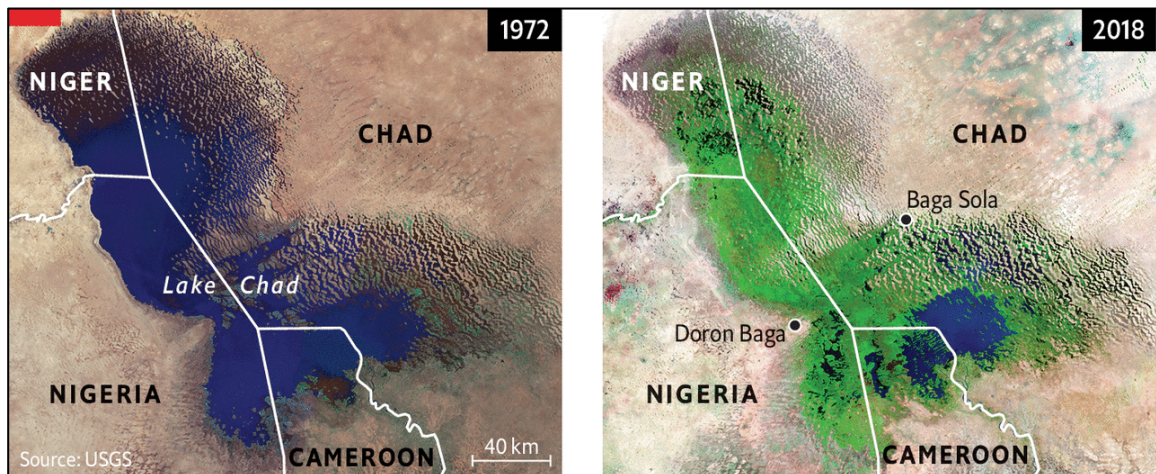 1972
NIGER
CHAD
Lake Chad
NIGERIA
CAMEROON
40 km
Source: USGS
2018
NIGER
CHAD
Baga Sola
Doron Baga
NIGERIA
CAMEROON